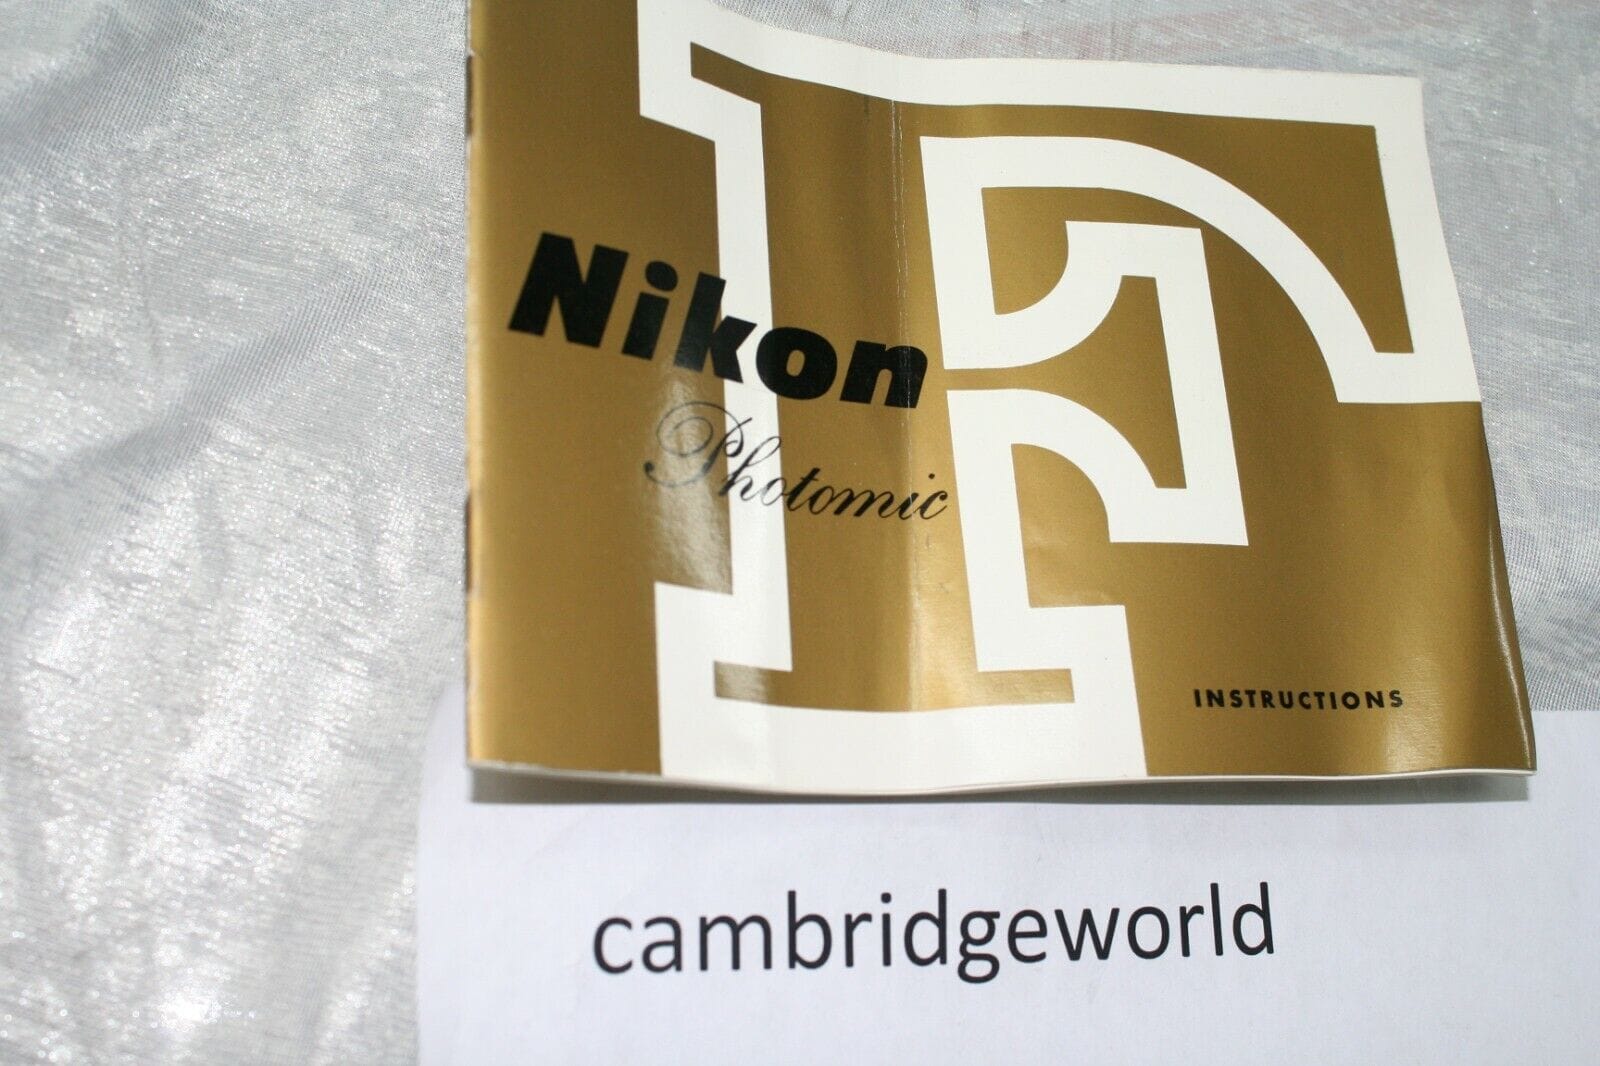 Nikon
Photomic
F
INSTRUCTIONS
cambridgeworld